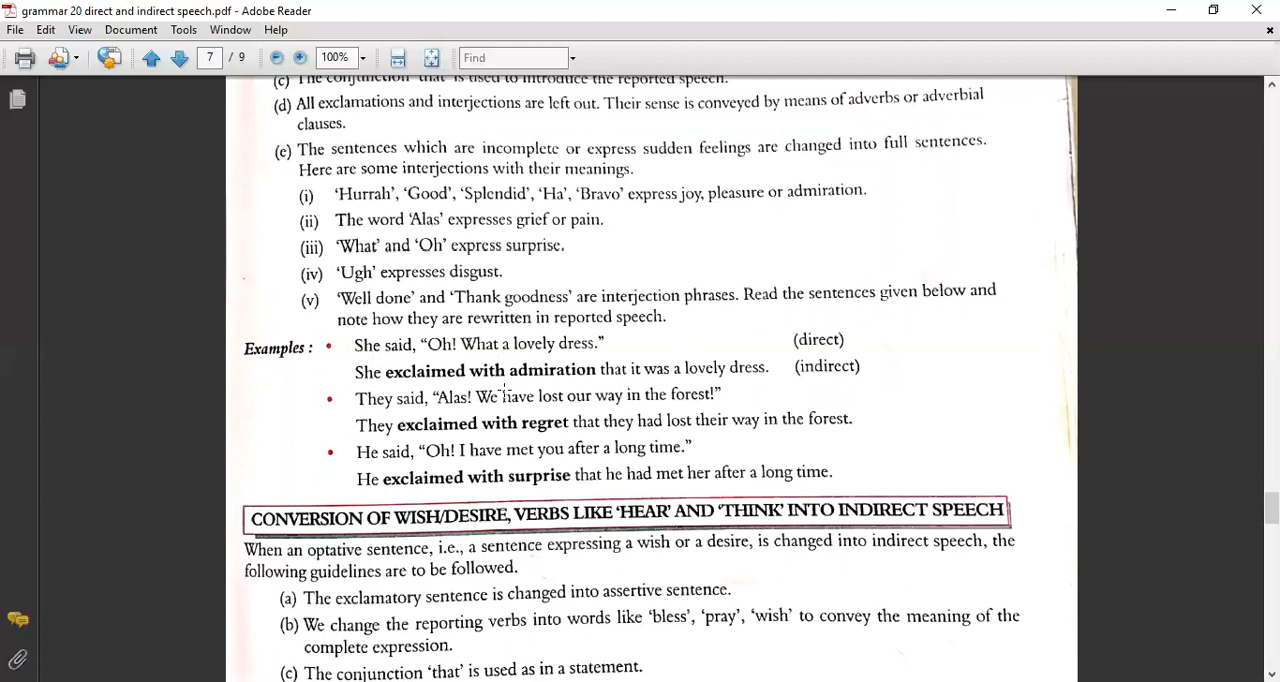 grammar 20 direct and indirect speech.pdf - Adobe Reader
File Edit View Document Tools Window Help
7 / 9 100% Find
(c) The conjunction 'that' is used to introduce the reported speech.
(d) All exclamations and interjections are left out. Their sense is conveyed by means of adverbs or adverbial
clauses.
(e) The sentences which are incomplete or express sudden feelings are changed into full sentences.
Here are some interjections with their meanings.
(i) 'Hurrah', 'Good', 'Splendid', 'Ha', 'Bravo' express joy, pleasure or admiration.
(ii) The word 'Alas' expresses grief or pain.
(iii) 'What' and 'Oh' express surprise.
(iv) 'Ugh' expresses disgust.
(v) 'Well done' and 'Thank goodness' are interjection phrases. Read the sentences given below and
note how they are rewritten in reported speech.
Examples : • She said, "Oh! What a lovely dress." (direct)
She exclaimed with admiration that it was a lovely dress. (indirect)
• They said, "Alas! We have lost our way in the forest!"
They exclaimed with regret that they had lost their way in the forest.
• He said, "Oh! I have met you after a long time."
He exclaimed with surprise that he had met her after a long time.
CONVERSION OF WISH/DESIRE, VERBS LIKE 'HEAR' AND 'THINK' INTO INDIRECT SPEECH
When an optative sentence, i.e., a sentence expressing a wish or a desire, is changed into indirect speech, the
following guidelines are to be followed.
(a) The exclamatory sentence is changed into assertive sentence.
(b) We change the reporting verbs into words like 'bless', 'pray', 'wish' to convey the meaning of the
complete expression.
(c) The conjunction 'that' is used as in a statement.